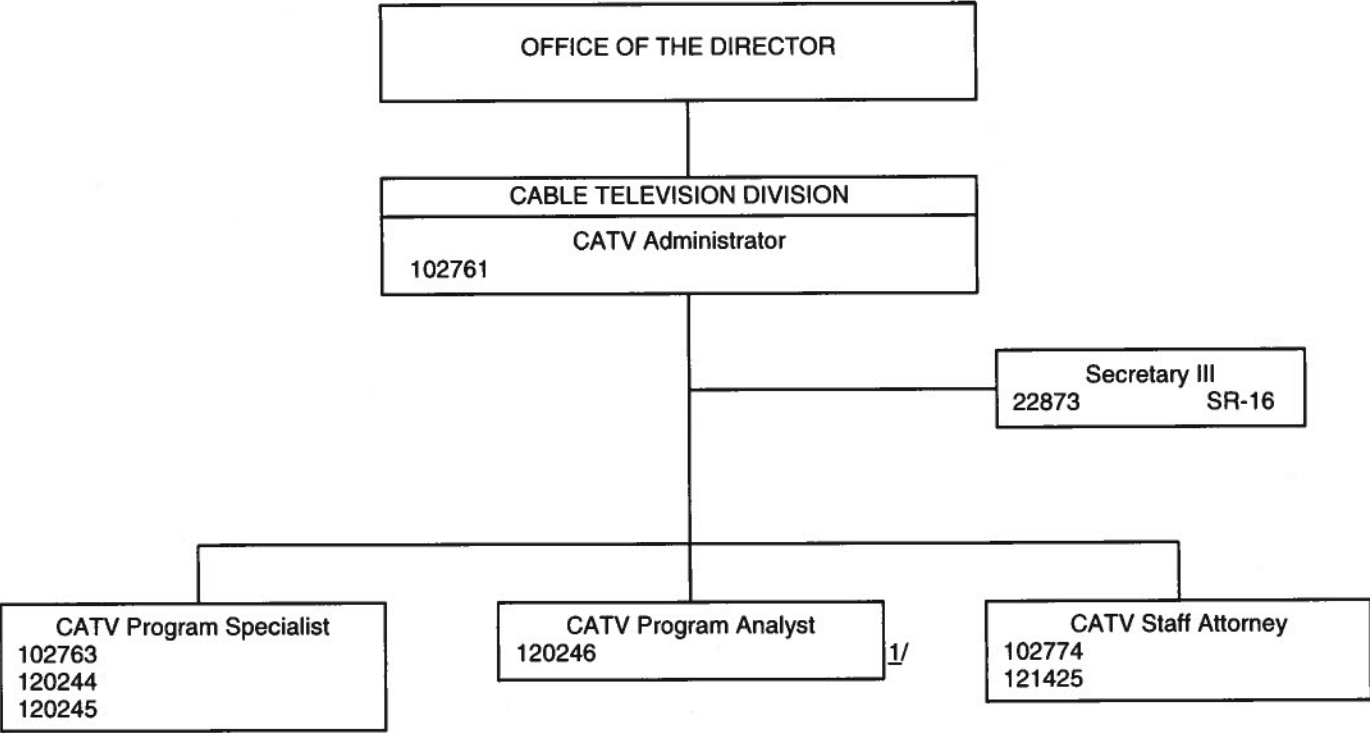 OFFICE OF THE DIRECTOR
CABLE TELEVISION DIVISION
CATV Administrator
102761
Secretary III
22873 SR-16
CATV Program Specialist
102763
120244
120245
CATV Program Analyst
120246
1/
CATV Staff Attorney
102774
121425